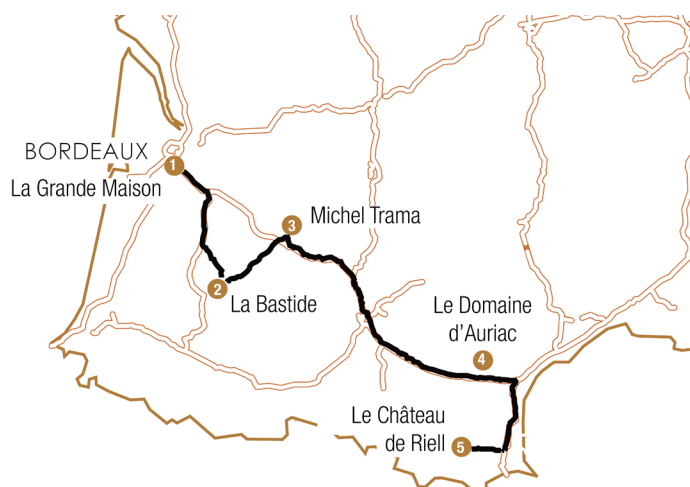 BORDEAUX
1
La Grande Maison
3
Michel Trama
2
La Bastide
Le Domaine
d'Auriac
4
Le Château
de Riell
5